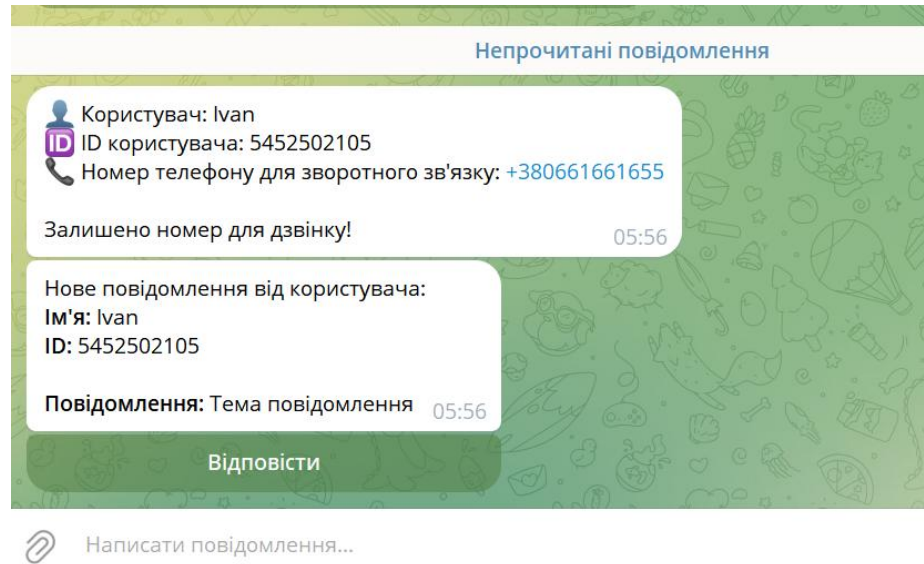 Непрочитані повідомлення
👤 Користувач: Ivan
🆔 ID користувача: 5452502105
📞 Номер телефону для зворотного зв'язку: +380661661655
Залишено номер для дзвінку!
05:56
Нове повідомлення від користувача:
Ім'я: Ivan
ID: 5452502105
Повідомлення: Тема повідомлення 05:56
Відповісти
Написати повідомлення...